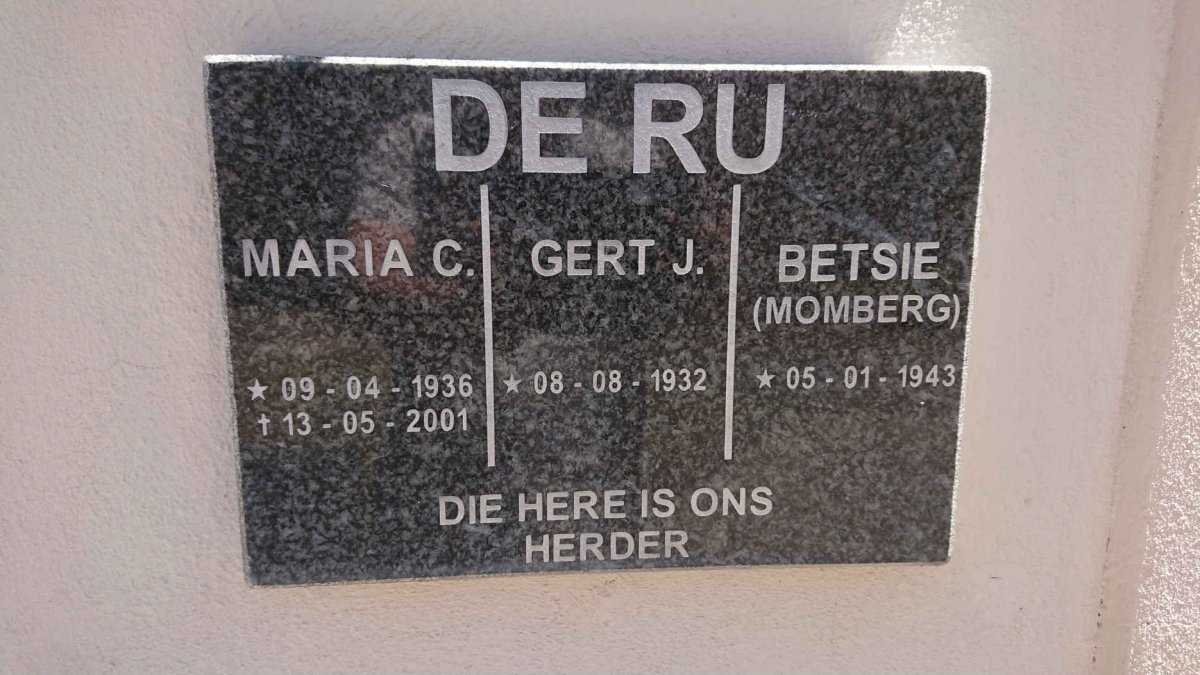 DE RU
MARIA C.
★ 09 - 04 - 1936
† 13 - 05 - 2001
GERT J.
★ 08 - 08 - 1932
BETSIE
(MOMBERG)
★ 05 - 01 - 1943
DIE HERE IS ONS
HERDER